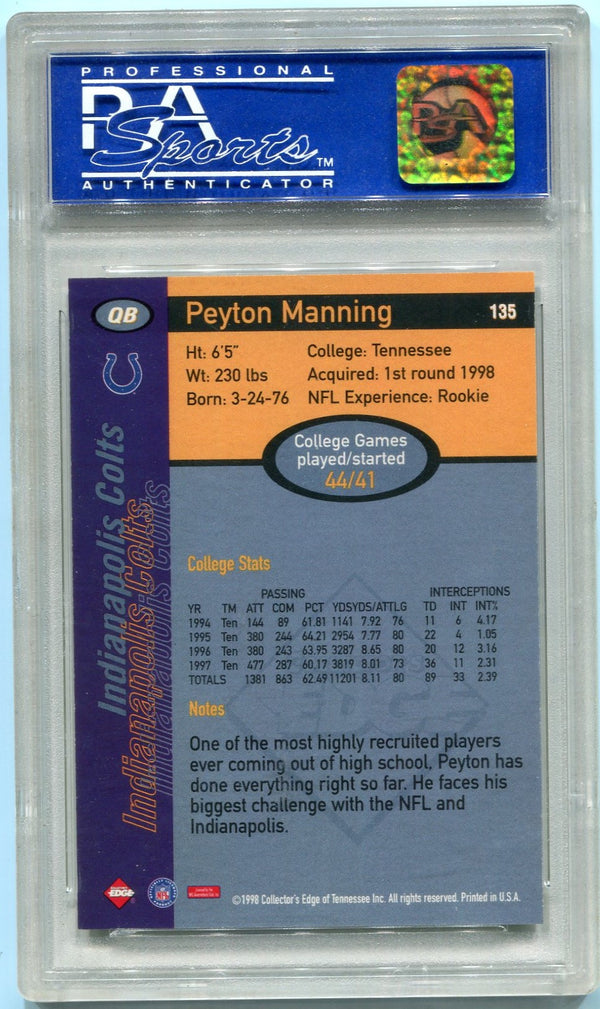 PROFESSIONAL
PSA
Sports™
AUTHENTICATOR
PSA
QB
Peyton Manning
135
Ht: 6'5"
College: Tennessee
Wt: 230 lbs
Acquired: 1st round 1998
Born: 3-24-76
NFL Experience: Rookie
College Games
played/started
44/41
Indianapolis Colts
Indianapolis Colts
Indianapolis Colts
College Stats
PASSING INTERCEPTIONS
YR TM ATT COM PCT YDS YDS/ATT LG TD INT INT%
1994 Ten 144 89 61.81 1141 7.92 76 11 6 4.17
1995 Ten 380 244 64.21 2954 7.77 80 22 4 1.05
1996 Ten 380 243 63.95 3287 8.65 80 20 12 3.16
1997 Ten 477 287 60.17 3819 8.01 73 36 11 2.31
TOTALS 1381 863 62.49 11201 8.11 80 89 33 2.39
Notes
One of the most highly recruited players
ever coming out of high school, Peyton has
done everything right so far. He faces his
biggest challenge with the NFL and
Indianapolis.
EDGE
NFL
©1998 Collector's Edge of Tennessee Inc. All rights reserved. Printed in U.S.A.